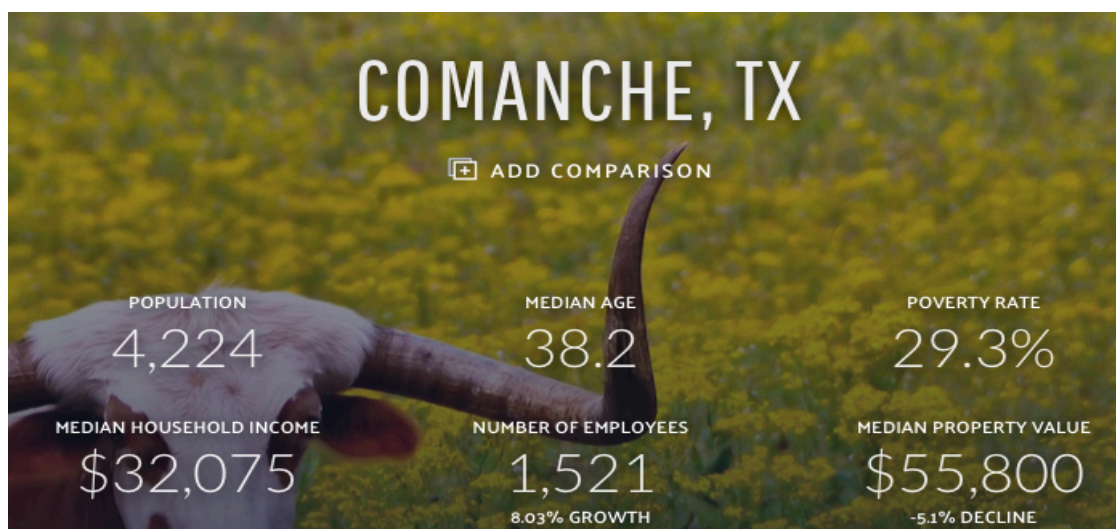 COMANCHE, TX
ADD COMPARISON
POPULATION
4,224
MEDIAN AGE
38.2
POVERTY RATE
29.3%
MEDIAN HOUSEHOLD INCOME
$32,075
NUMBER OF EMPLOYEES
1,521
8.03% GROWTH
MEDIAN PROPERTY VALUE
$55,800
-5.1% DECLINE